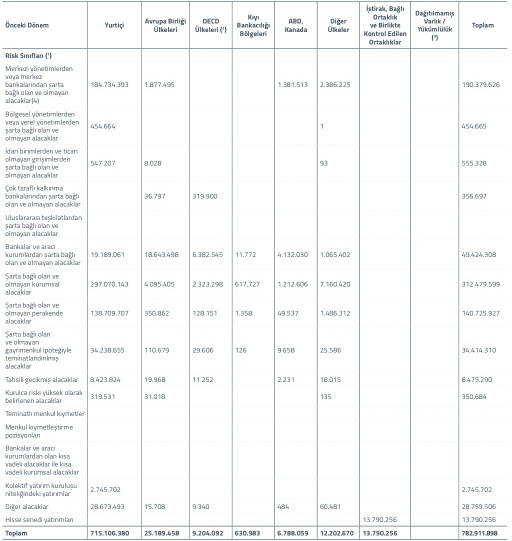 Önceki Dönem Yurtiçi Avrupa Birliği Ülkeleri OECD Ülkeleri (²) Kıyı Bankacılığı Bölgeleri ABD, Kanada Diğer Ülkeler İştirak, Bağlı Ortaklık ve Birlikte Kontrol Edilen Ortaklıklar Dağıtılmamış Varlık / Yükümlülük (³) Toplam
Risk Sınıfları (¹)
Merkezi yönetimlerden
veya merkez
bankalarından şarta
bağlı olan ve olmayan
alacaklar(4) 184.734.393 1.877.495 1.381.513 2.386.225 190.379.626
Bölgesel yönetimlerden
veya yerel yönetimlerden
şarta bağlı olan ve
olmayan alacaklar 454.664 1 454.665
İdari birimlerden ve ticari
olmayan girişimlerden
şarta bağlı olan ve
olmayan alacaklar 547.207 8.028 93 555.328
Çok taraflı kalkınma
bankalarından şarta bağlı
olan ve olmayan alacaklar 36.797 319.900 356.697
Uluslararası teşkilatlardan
şarta bağlı olan ve
olmayan alacaklar
Bankalar ve aracı
kurumlardan şarta bağlı
olan ve olmayan alacaklar 19.189.061 18.643.498 6.382.545 11.772 4.132.030 1.065.402 49.424.308
Şarta bağlı olan ve
olmayan kurumsal
alacaklar 297.070.143 4.095.405 2.323.298 617.727 1.212.606 7.160.420 312.479.599
Şarta bağlı olan ve
olmayan perakende
alacaklar 138.709.707 350.862 128.151 1.358 49.537 1.486.312 140.725.927
Şarta bağlı olan
ve olmayan
gayrimenkul ipoteğiyle
teminatlandırılmış
alacaklar 34.238.655 110.679 29.606 126 9.658 25.586 34.414.310
Tahsili gecikmiş alacaklar 8.423.824 19.968 11.252 2.231 18.015 8.475.290
Kurulca riski yüksek olarak
belirlenen alacaklar 319.531 31.018 135 350.684
Teminatlı menkul kıymetler
Menkul kıymetleştirme
pozisyonları
Bankalar ve aracı
kurumlardan olan kısa
vadeli alacaklar ile kısa
vadeli kurumsal alacaklar
Kolektif yatırım kuruluşu
niteliğindeki yatırımlar 2.745.702 2.745.702
Diğer alacaklar 28.673.493 15.708 9.340 484 60.481 28.759.506
Hisse senedi yatırımları 13.790.256 13.790.256
Toplam 715.106.380 25.189.458 9.204.092 630.983 6.788.059 12.202.670 13.790.256 782.911.898